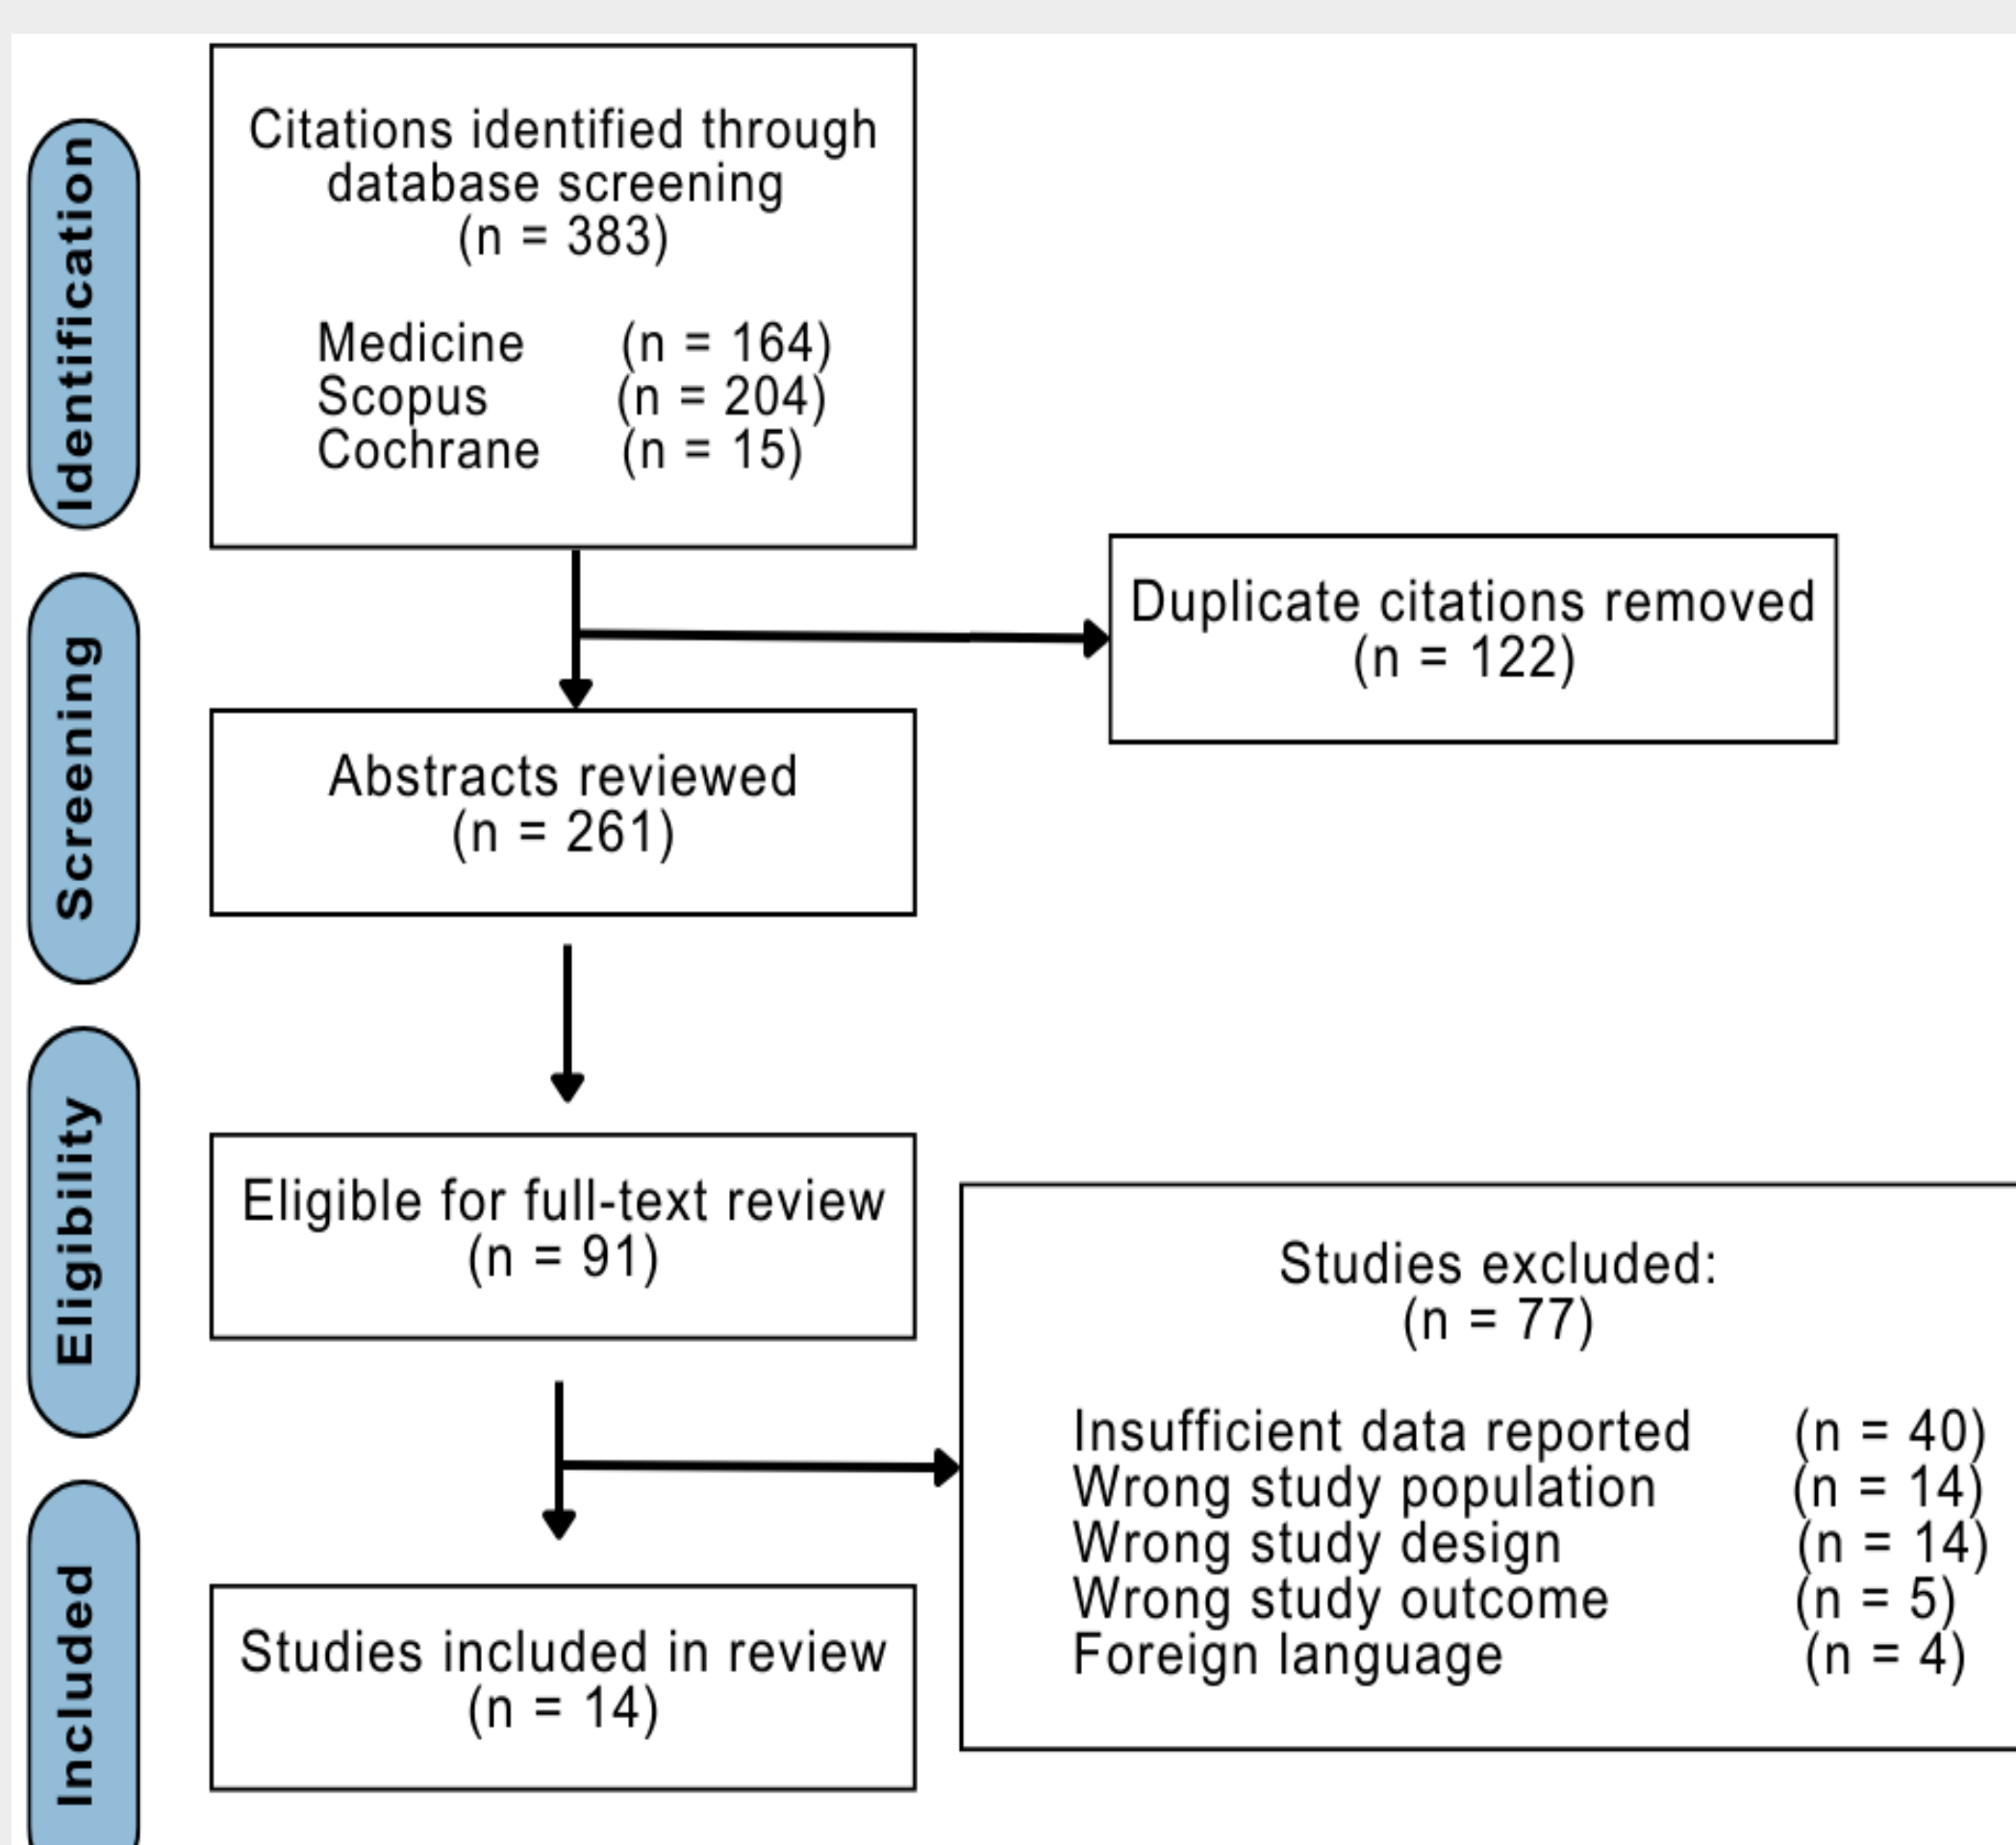 Identification
Citations identified through
database screening
(n = 383)
Medicine (n = 164)
Scopus (n = 204)
Cochrane (n = 15)
Duplicate citations removed
(n = 122)
Screening
Abstracts reviewed
(n = 261)
Eligibility
Eligible for full-text review
(n = 91)
Studies excluded:
(n = 77)
Insufficient data reported (n = 40)
Wrong study population (n = 14)
Wrong study design (n = 14)
Wrong study outcome (n = 5)
Foreign language (n = 4)
Included
Studies included in review
(n = 14)